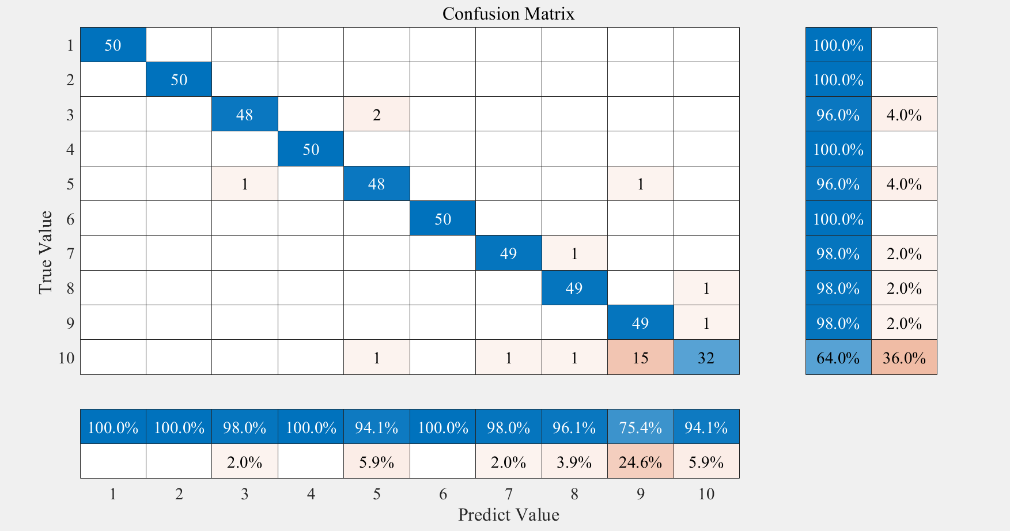 Confusion Matrix
1 50 100.0%
2 50 100.0%
3 48 2 96.0% 4.0%
4 50 100.0%
5 1 48 1 96.0% 4.0%
6 50 100.0%
7 49 1 98.0% 2.0%
8 49 1 98.0% 2.0%
9 49 1 98.0% 2.0%
10 1 1 1 15 32 64.0% 36.0%
True Value
100.0% 100.0% 98.0% 100.0% 94.1% 100.0% 98.0% 96.1% 75.4% 94.1%
2.0% 5.9% 2.0% 3.9% 24.6% 5.9%
1 2 3 4 5 6 7 8 9 10
Predict Value